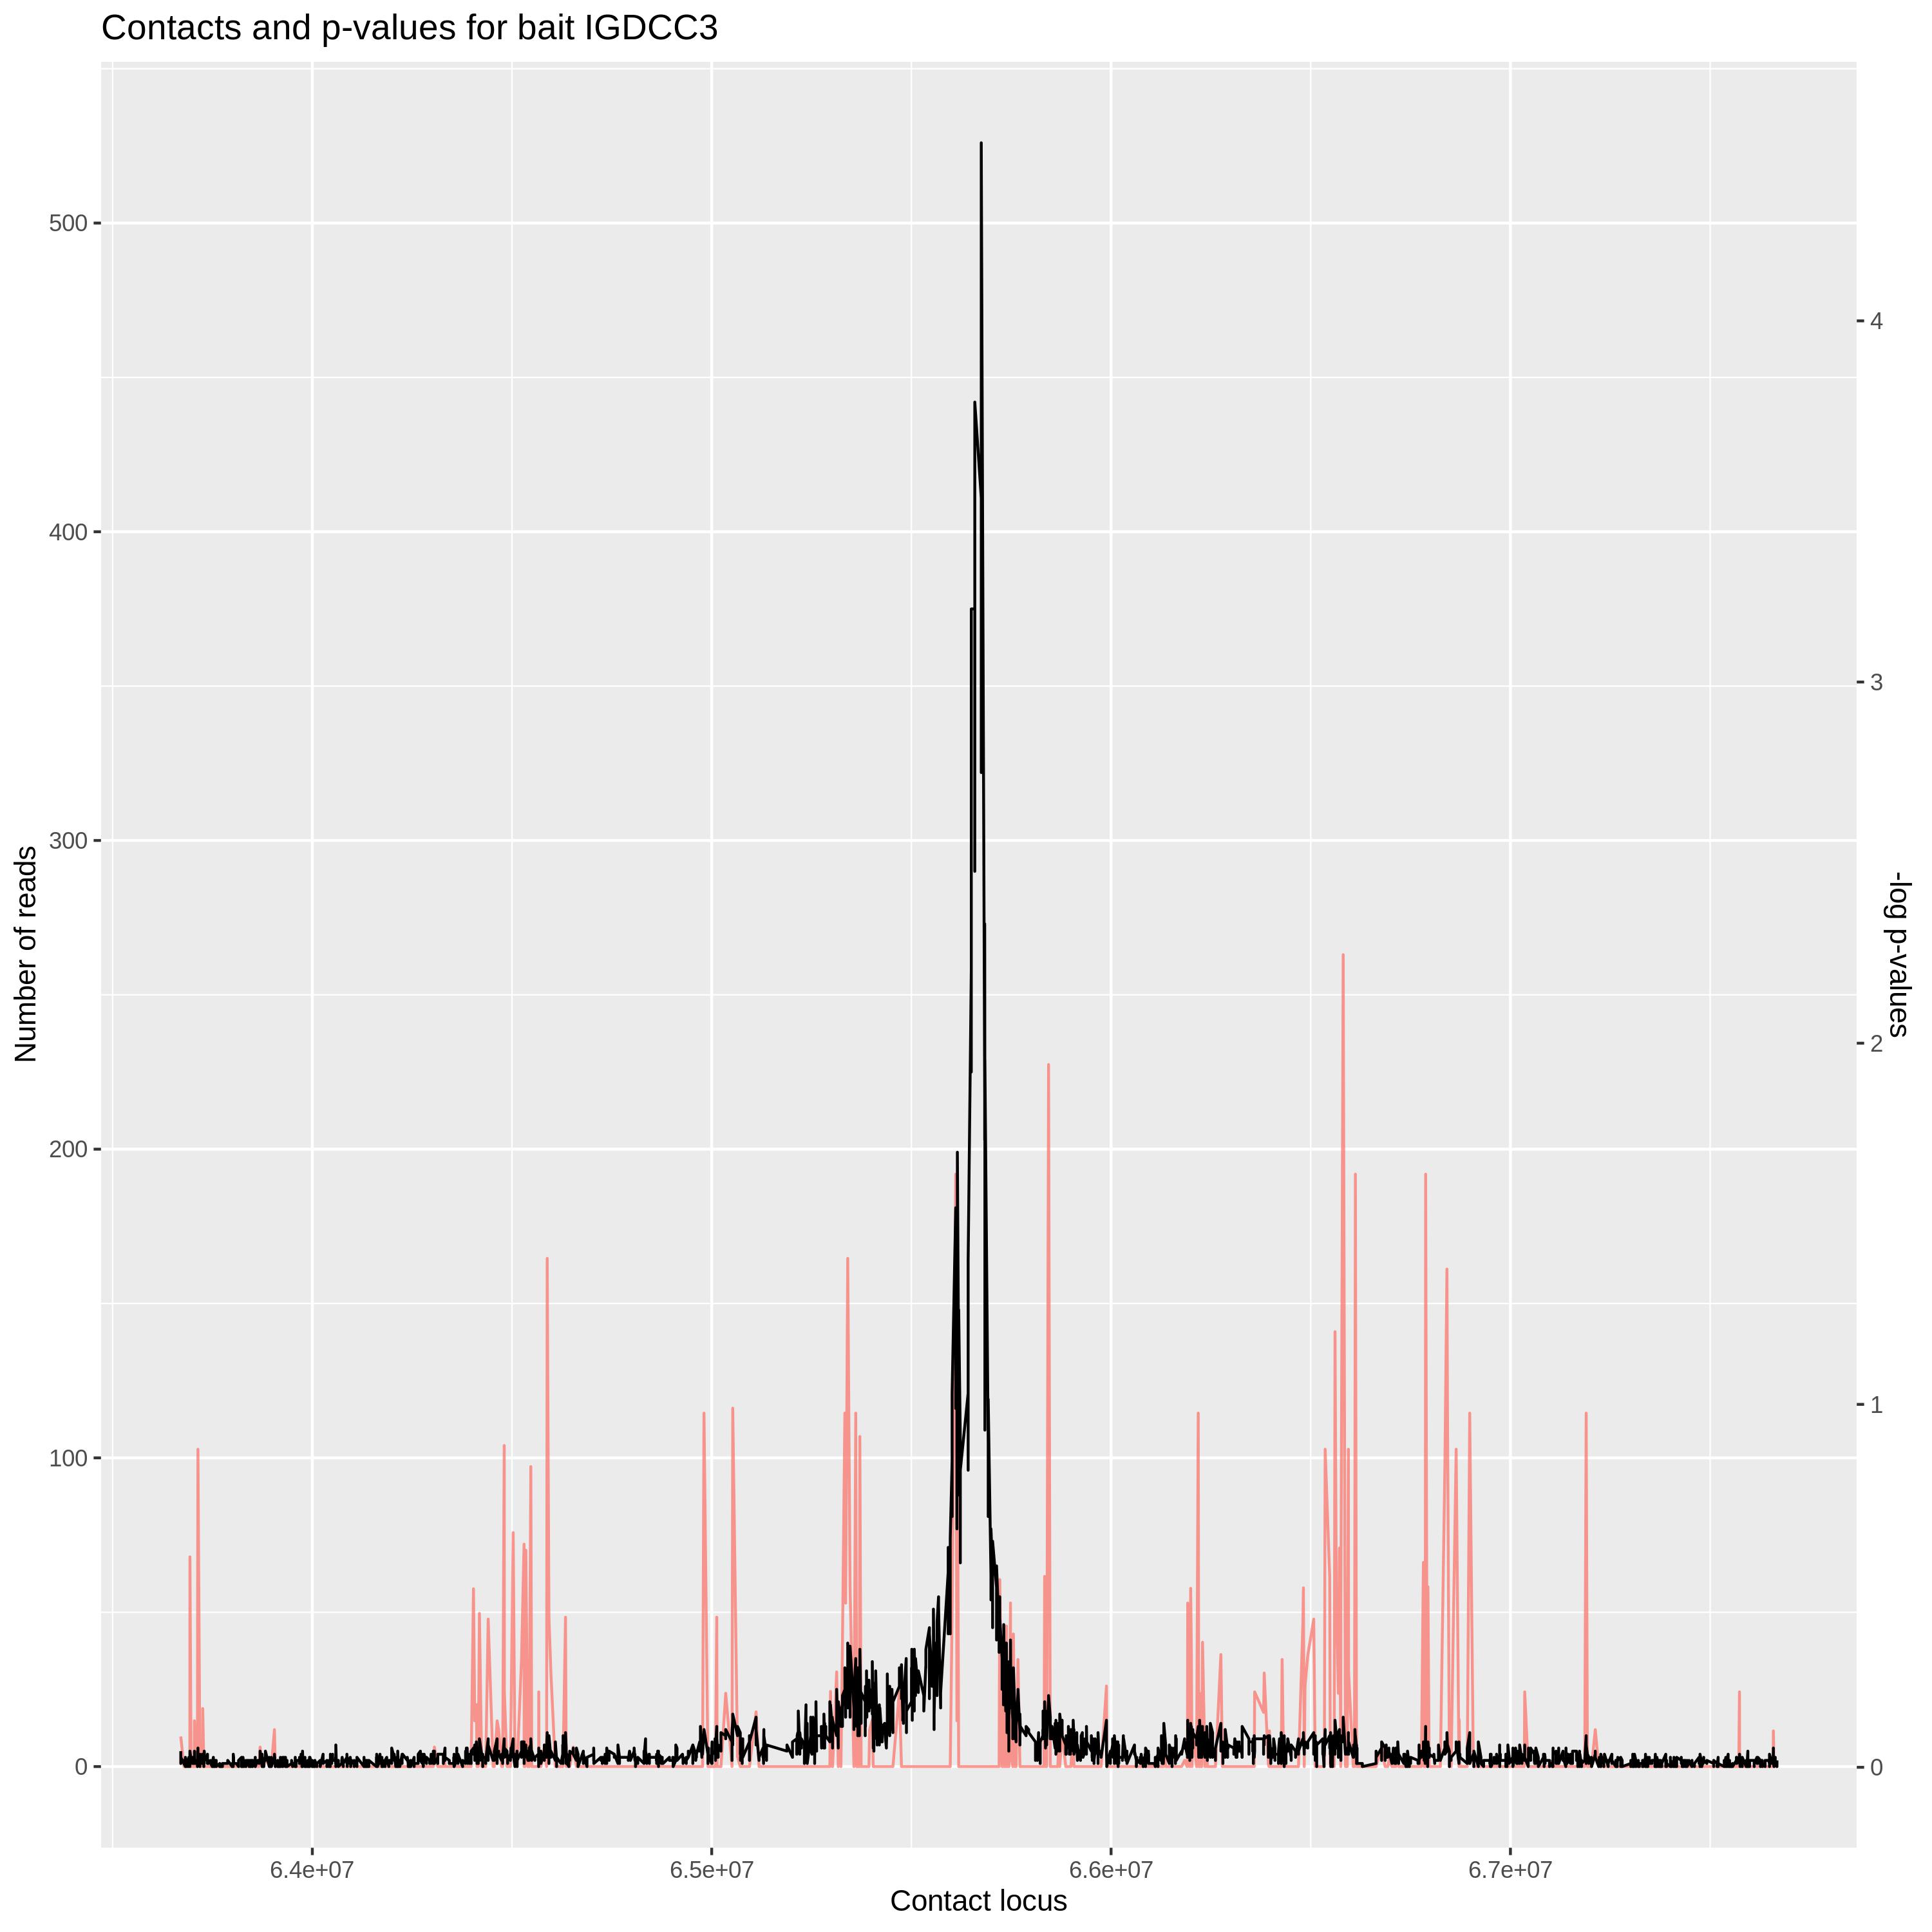 Contacts and p-values for bait IGDCC3
Number of reads
500
400
300
200
100
0
4
3
2
1
0
-log p-values
6.4e+07
6.5e+07
6.6e+07
6.7e+07
Contact locus